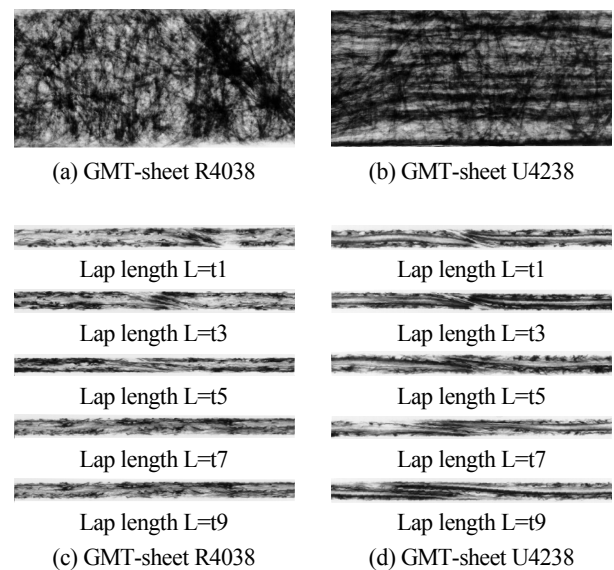 (a) GMT-sheet R4038
(b) GMT-sheet U4238
Lap length L=t1
Lap length L=t3
Lap length L=t5
Lap length L=t7
Lap length L=t9
(c) GMT-sheet R4038
Lap length L=t1
Lap length L=t3
Lap length L=t5
Lap length L=t7
Lap length L=t9
(d) GMT-sheet U4238